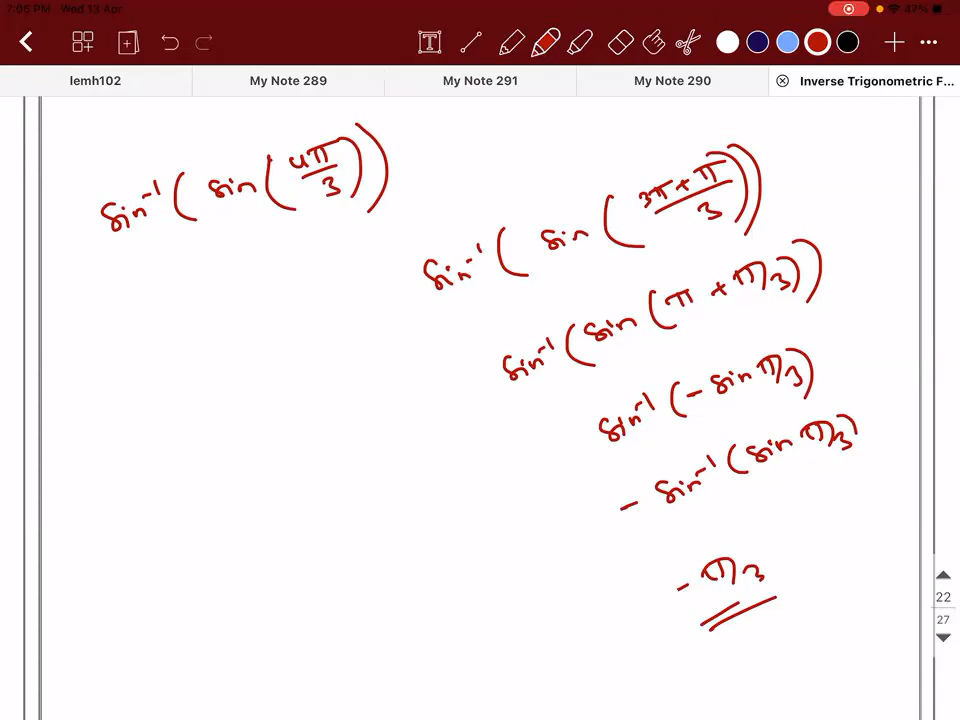 7:06 PM Wed 13 Apr 47%
lemh102 My Note 289 My Note 291 My Note 290 Inverse Trigonometric F...
sin⁻¹(sin(4π/3))
sin⁻¹(sin((3π+π)/3))
sin⁻¹(sin(π + π/3))
sin⁻¹(-sin π/3)
- sin⁻¹(sin π/3)
- π/3
22
27